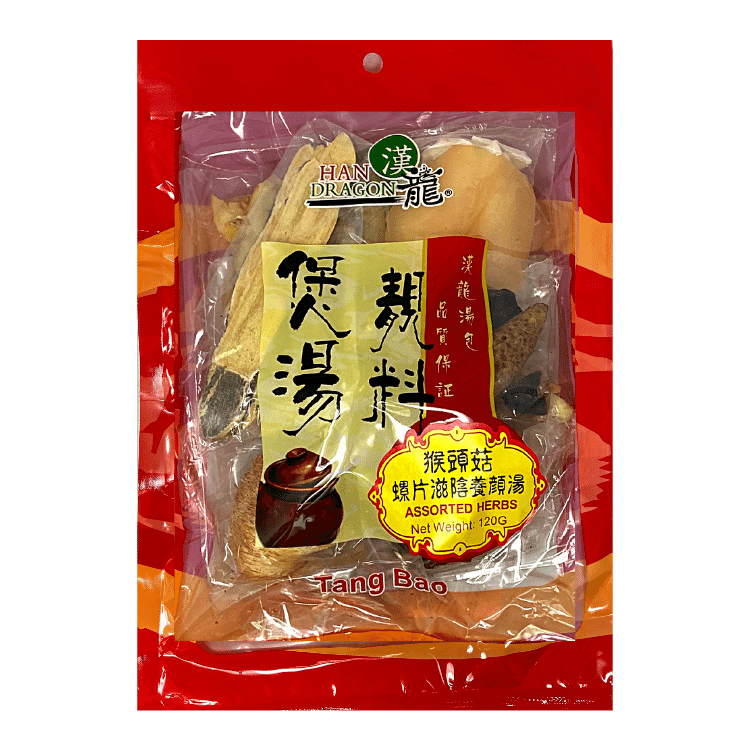 HAN
DRAGON
漢
龍®
煲湯
靚料
漢龍湯包
品質保証
猴頭菇
螺片滋陰養顔湯
ASSORTED HERBS
Net Weight: 120G
Tang Bao